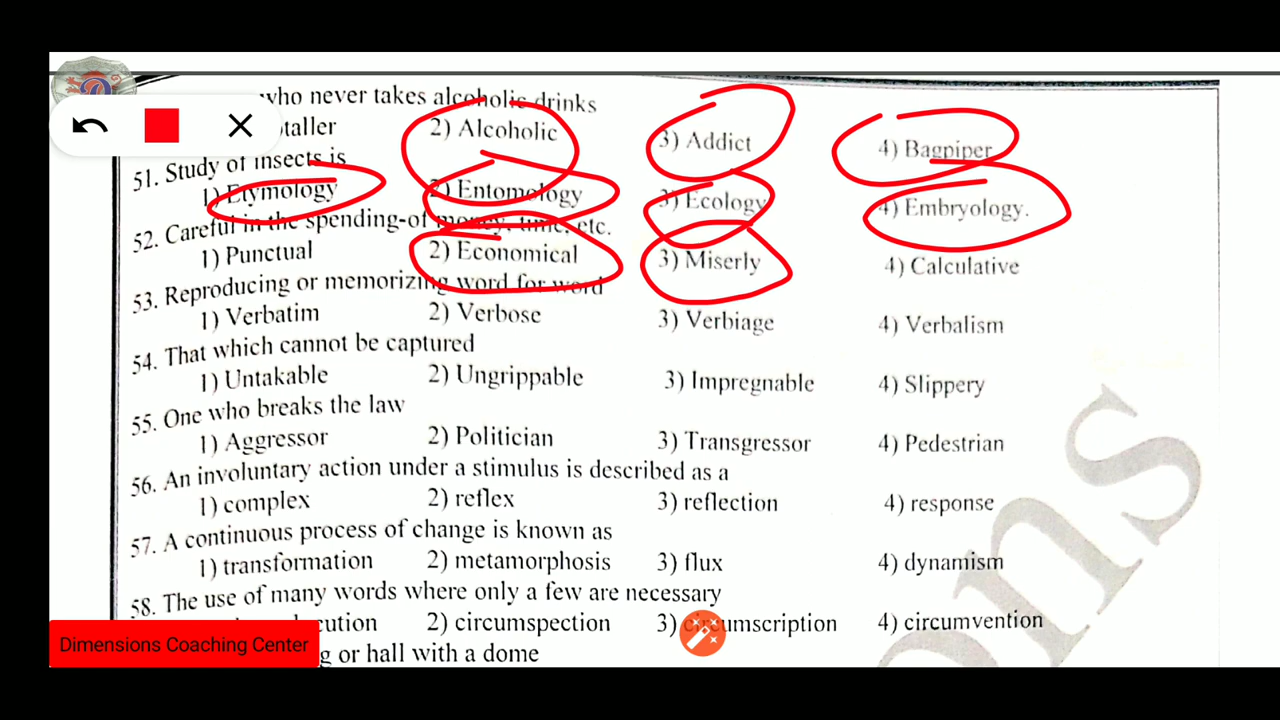 who never takes alcoholic drinks
taller 2) Alcoholic 3) Addict 4) Bagpiper
51. Study of insects is
1) Etymology 2) Entomology 3) Ecology 4) Embryology.
52. Careful in the spending-of money, time, etc.
1) Punctual 2) Economical 3) Miserly 4) Calculative
53. Reproducing or memorizing word for word
1) Verbatim 2) Verbose 3) Verbiage 4) Verbalism
54. That which cannot be captured
1) Untakable 2) Ungrippable 3) Impregnable 4) Slippery
55. One who breaks the law
1) Aggressor 2) Politician 3) Transgressor 4) Pedestrian
56. An involuntary action under a stimulus is described as a
1) complex 2) reflex 3) reflection 4) response
57. A continuous process of change is known as
1) transformation 2) metamorphosis 3) flux 4) dynamism
58. The use of many words where only a few are necessary
cution 2) circumspection 3) circumscription 4) circumvention
g or hall with a dome
Dimensions Coaching Center
ons